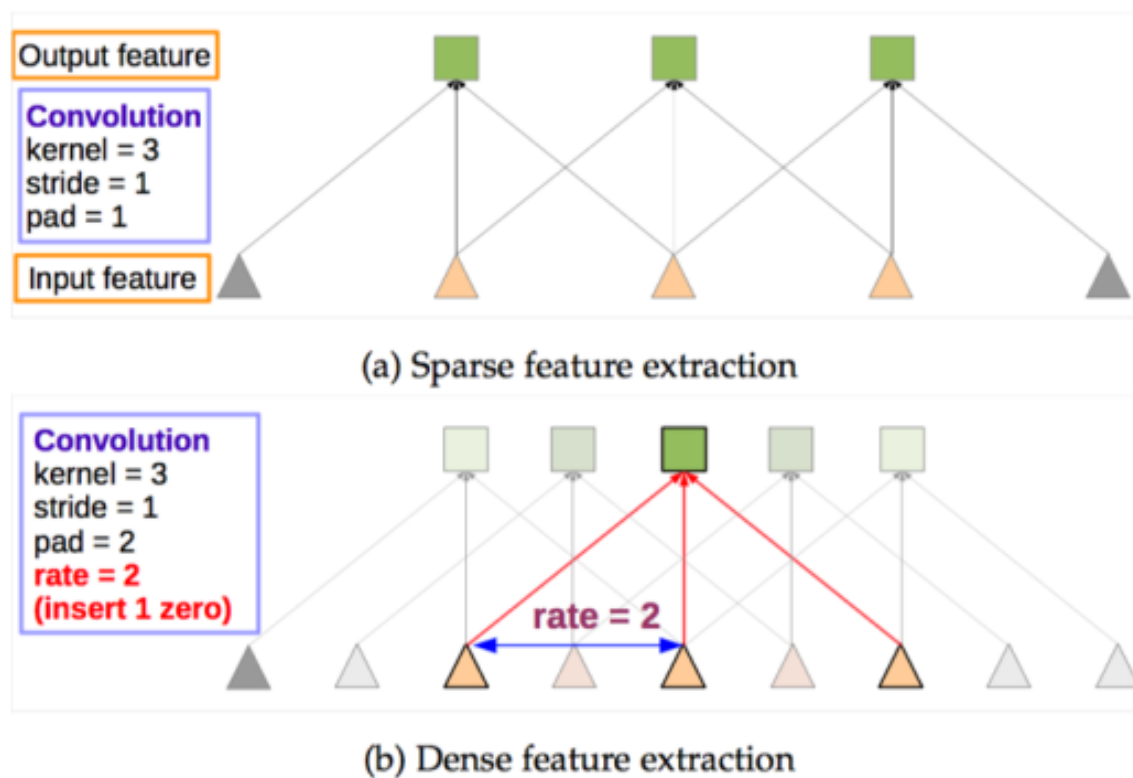 Output feature
Convolution
kernel = 3
stride = 1
pad = 1
Input feature
(a) Sparse feature extraction
Convolution
kernel = 3
stride = 1
pad = 2
rate = 2
(insert 1 zero)
rate = 2
(b) Dense feature extraction